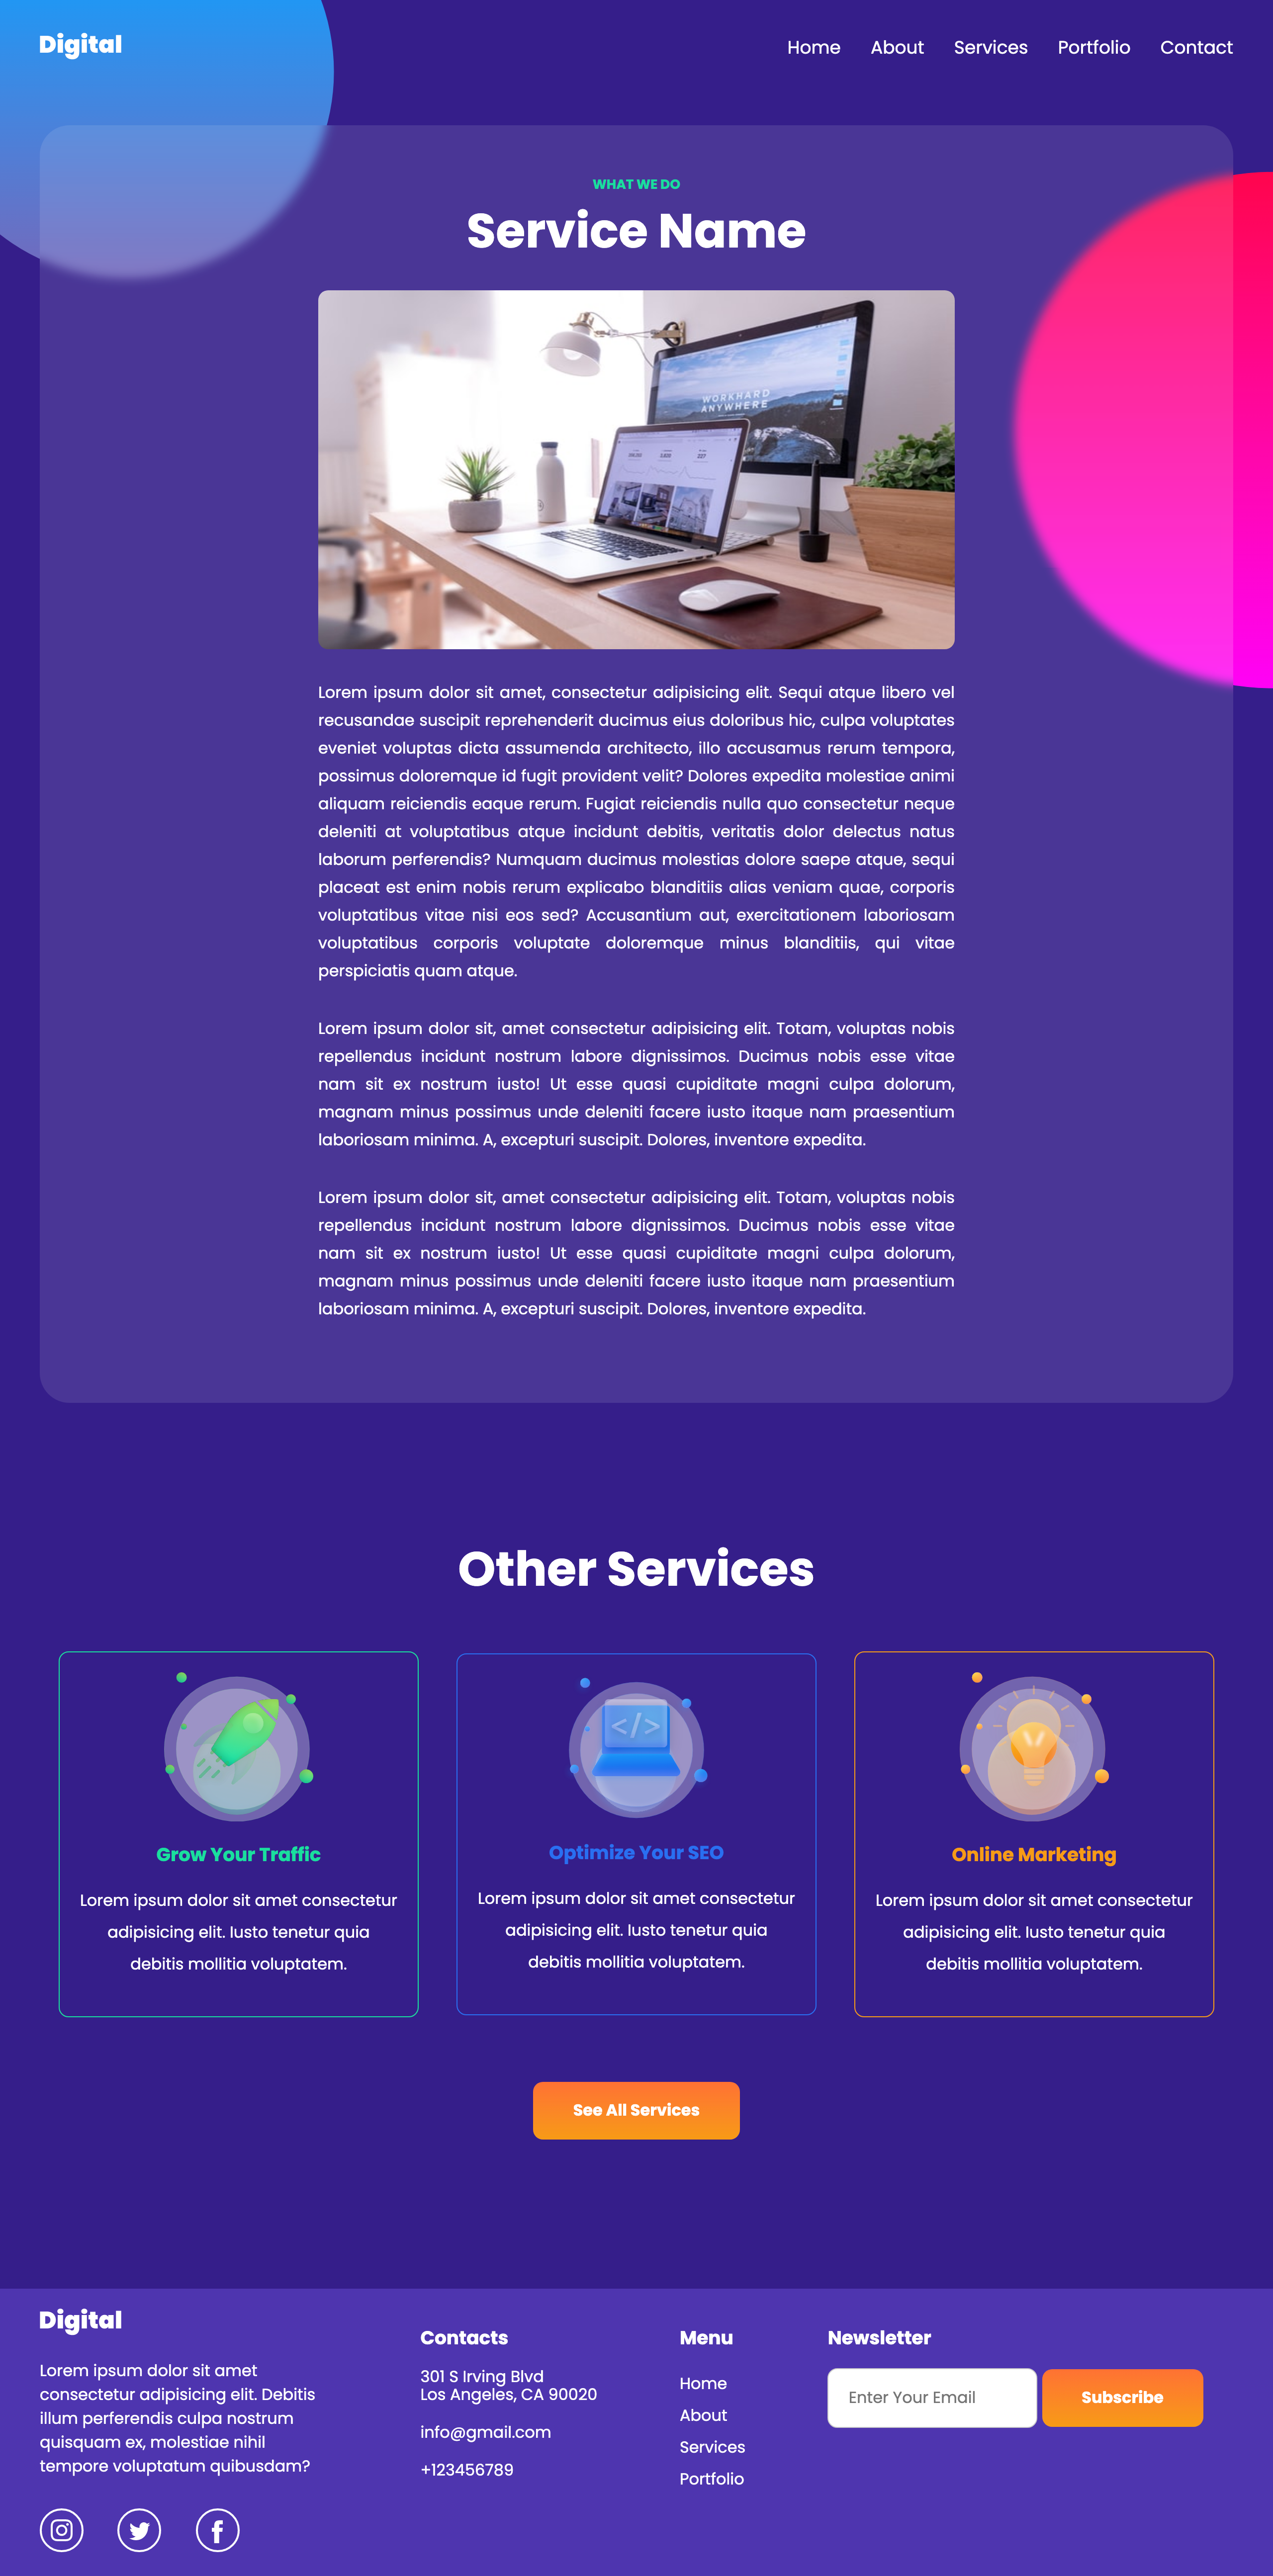 Digital
Home About Services Portfolio Contact
WHAT WE DO
Service Name
WORKHARD
ANYWHERE
Lorem ipsum dolor sit amet, consectetur adipisicing elit. Sequi atque libero vel
recusandae suscipit reprehenderit ducimus eius doloribus hic, culpa voluptates
eveniet voluptas dicta assumenda architecto, illo accusamus rerum tempora,
possimus doloremque id fugit provident velit? Dolores expedita molestiae animi
aliquam reiciendis eaque rerum. Fugiat reiciendis nulla quo consectetur neque
deleniti at voluptatibus atque incidunt debitis, veritatis dolor delectus natus
laborum perferendis? Numquam ducimus molestias dolore saepe atque, sequi
placeat est enim nobis rerum explicabo blanditiis alias veniam quae, corporis
voluptatibus vitae nisi eos sed? Accusantium aut, exercitationem laboriosam
voluptatibus corporis voluptate doloremque minus blanditiis, qui vitae
perspiciatis quam atque.
Lorem ipsum dolor sit, amet consectetur adipisicing elit. Totam, voluptas nobis
repellendus incidunt nostrum labore dignissimos. Ducimus nobis esse vitae
nam sit ex nostrum iusto! Ut esse quasi cupiditate magni culpa dolorum,
magnam minus possimus unde deleniti facere iusto itaque nam praesentium
laboriosam minima. A, excepturi suscipit. Dolores, inventore expedita.
Lorem ipsum dolor sit, amet consectetur adipisicing elit. Totam, voluptas nobis
repellendus incidunt nostrum labore dignissimos. Ducimus nobis esse vitae
nam sit ex nostrum iusto! Ut esse quasi cupiditate magni culpa dolorum,
magnam minus possimus unde deleniti facere iusto itaque nam praesentium
laboriosam minima. A, excepturi suscipit. Dolores, inventore expedita.
Other Services
Grow Your Traffic
Lorem ipsum dolor sit amet consectetur
adipisicing elit. Iusto tenetur quia
debitis mollitia voluptatem.
</>
Optimize Your SEO
Lorem ipsum dolor sit amet consectetur
adipisicing elit. Iusto tenetur quia
debitis mollitia voluptatem.
Online Marketing
Lorem ipsum dolor sit amet consectetur
adipisicing elit. Iusto tenetur quia
debitis mollitia voluptatem.
See All Services
Digital
Lorem ipsum dolor sit amet
consectetur adipisicing elit. Debitis
illum perferendis culpa nostrum
quisquam ex, molestiae nihil
tempore voluptatum quibusdam?
Contacts
301 S Irving Blvd
Los Angeles, CA 90020
info@gmail.com
+123456789
Menu
Home
About
Services
Portfolio
Newsletter
Enter Your Email
Subscribe